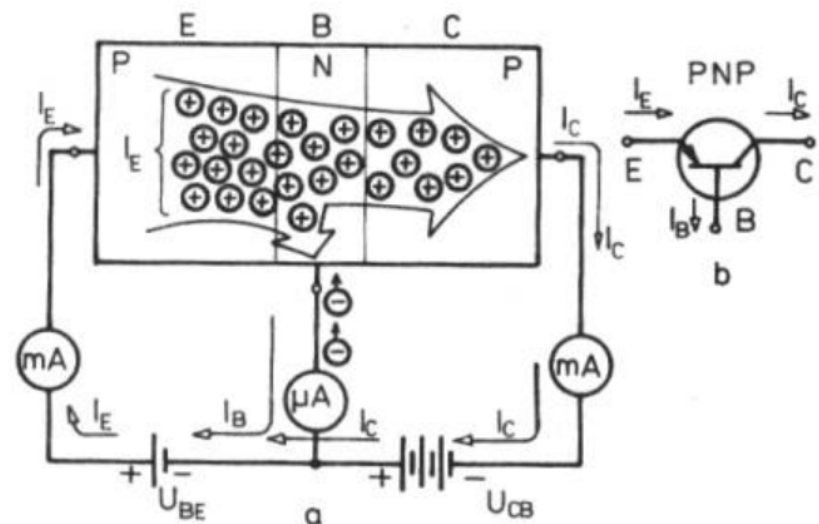 E B C
P N P
PNP
I_E
I_E
I_C
I_E
I_C
E
C
I_B
B
I_C
b
mA
µA
mA
I_E
I_B
I_C
I_C
+ -
+ -
U_BE
U_CB
a